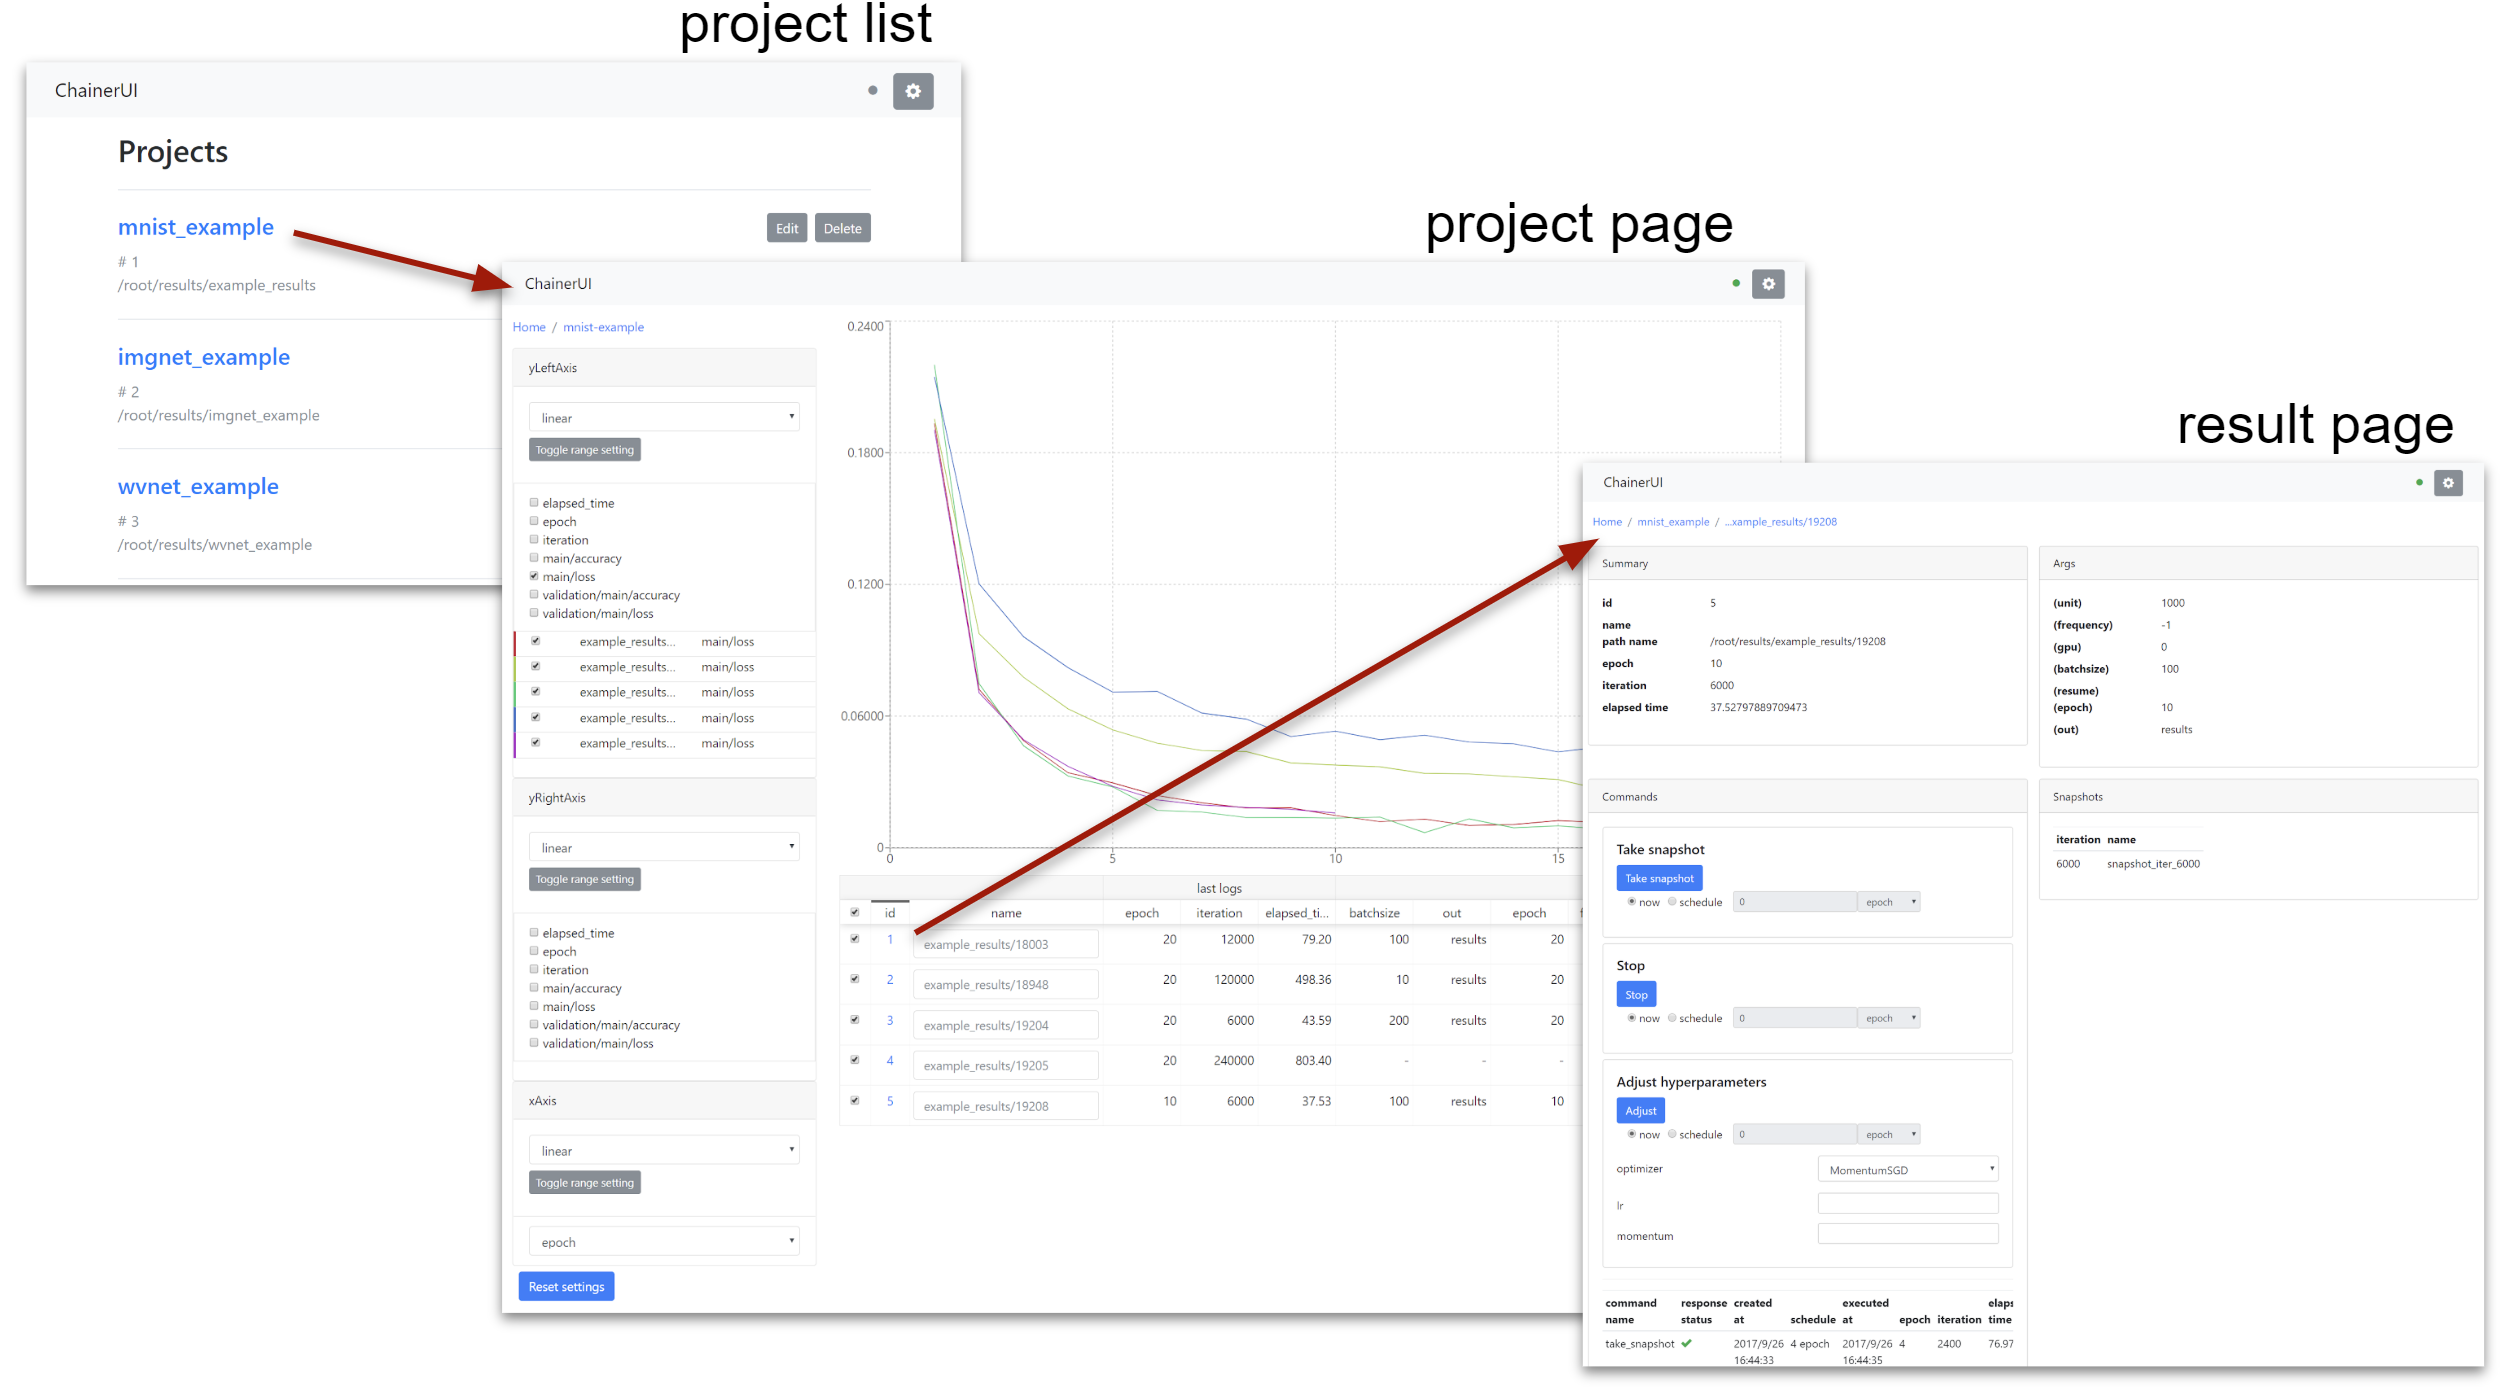 project list
ChainerUI
Projects
mnist_example
Edit Delete
# 1
/root/results/example_results
imgnet_example
# 2
/root/results/imgnet_example
wvnet_example
# 3
/root/results/wvnet_example
project page
ChainerUI
Home / mnist-example
yLeftAxis
linear
Toggle range setting
elapsed_time
epoch
iteration
main/accuracy
main/loss
validation/main/accuracy
validation/main/loss
example_results... main/loss
example_results... main/loss
example_results... main/loss
example_results... main/loss
example_results... main/loss
yRightAxis
linear
Toggle range setting
elapsed_time
epoch
iteration
main/accuracy
main/loss
validation/main/accuracy
validation/main/loss
xAxis
linear
Toggle range setting
epoch
Reset settings
0.2400
0.1800
0.1200
0.06000
0
0 5 10 15
last logs
id name epoch iteration elapsed_ti... batchsize out epoch
1 example_results/18003 20 12000 79.20 100 results 20
2 example_results/18948 20 120000 498.36 10 results 20
3 example_results/19204 20 6000 43.59 200 results 20
4 example_results/19205 20 240000 803.40 - - -
5 example_results/19208 10 6000 37.53 100 results 10
result page
ChainerUI
Home / mnist_example / ...xample_results/19208
Summary
id 5
name
path name /root/results/example_results/19208
epoch 10
iteration 6000
elapsed time 37.52797889709473
Args
(unit) 1000
(frequency) -1
(gpu) 0
(batchsize) 100
(resume)
(epoch) 10
(out) results
Commands
Take snapshot
Take snapshot
now schedule 0 epoch
Stop
Stop
now schedule 0 epoch
Adjust hyperparameters
Adjust
now schedule 0 epoch
optimizer MomentumSGD
lr
momentum
command response created executed elaps
name status at schedule at epoch iteration time
take_snapshot 2017/9/26 4 epoch 2017/9/26 4 2400 76.97
16:44:33 16:44:35
Snapshots
iteration name
6000 snapshot_iter_6000